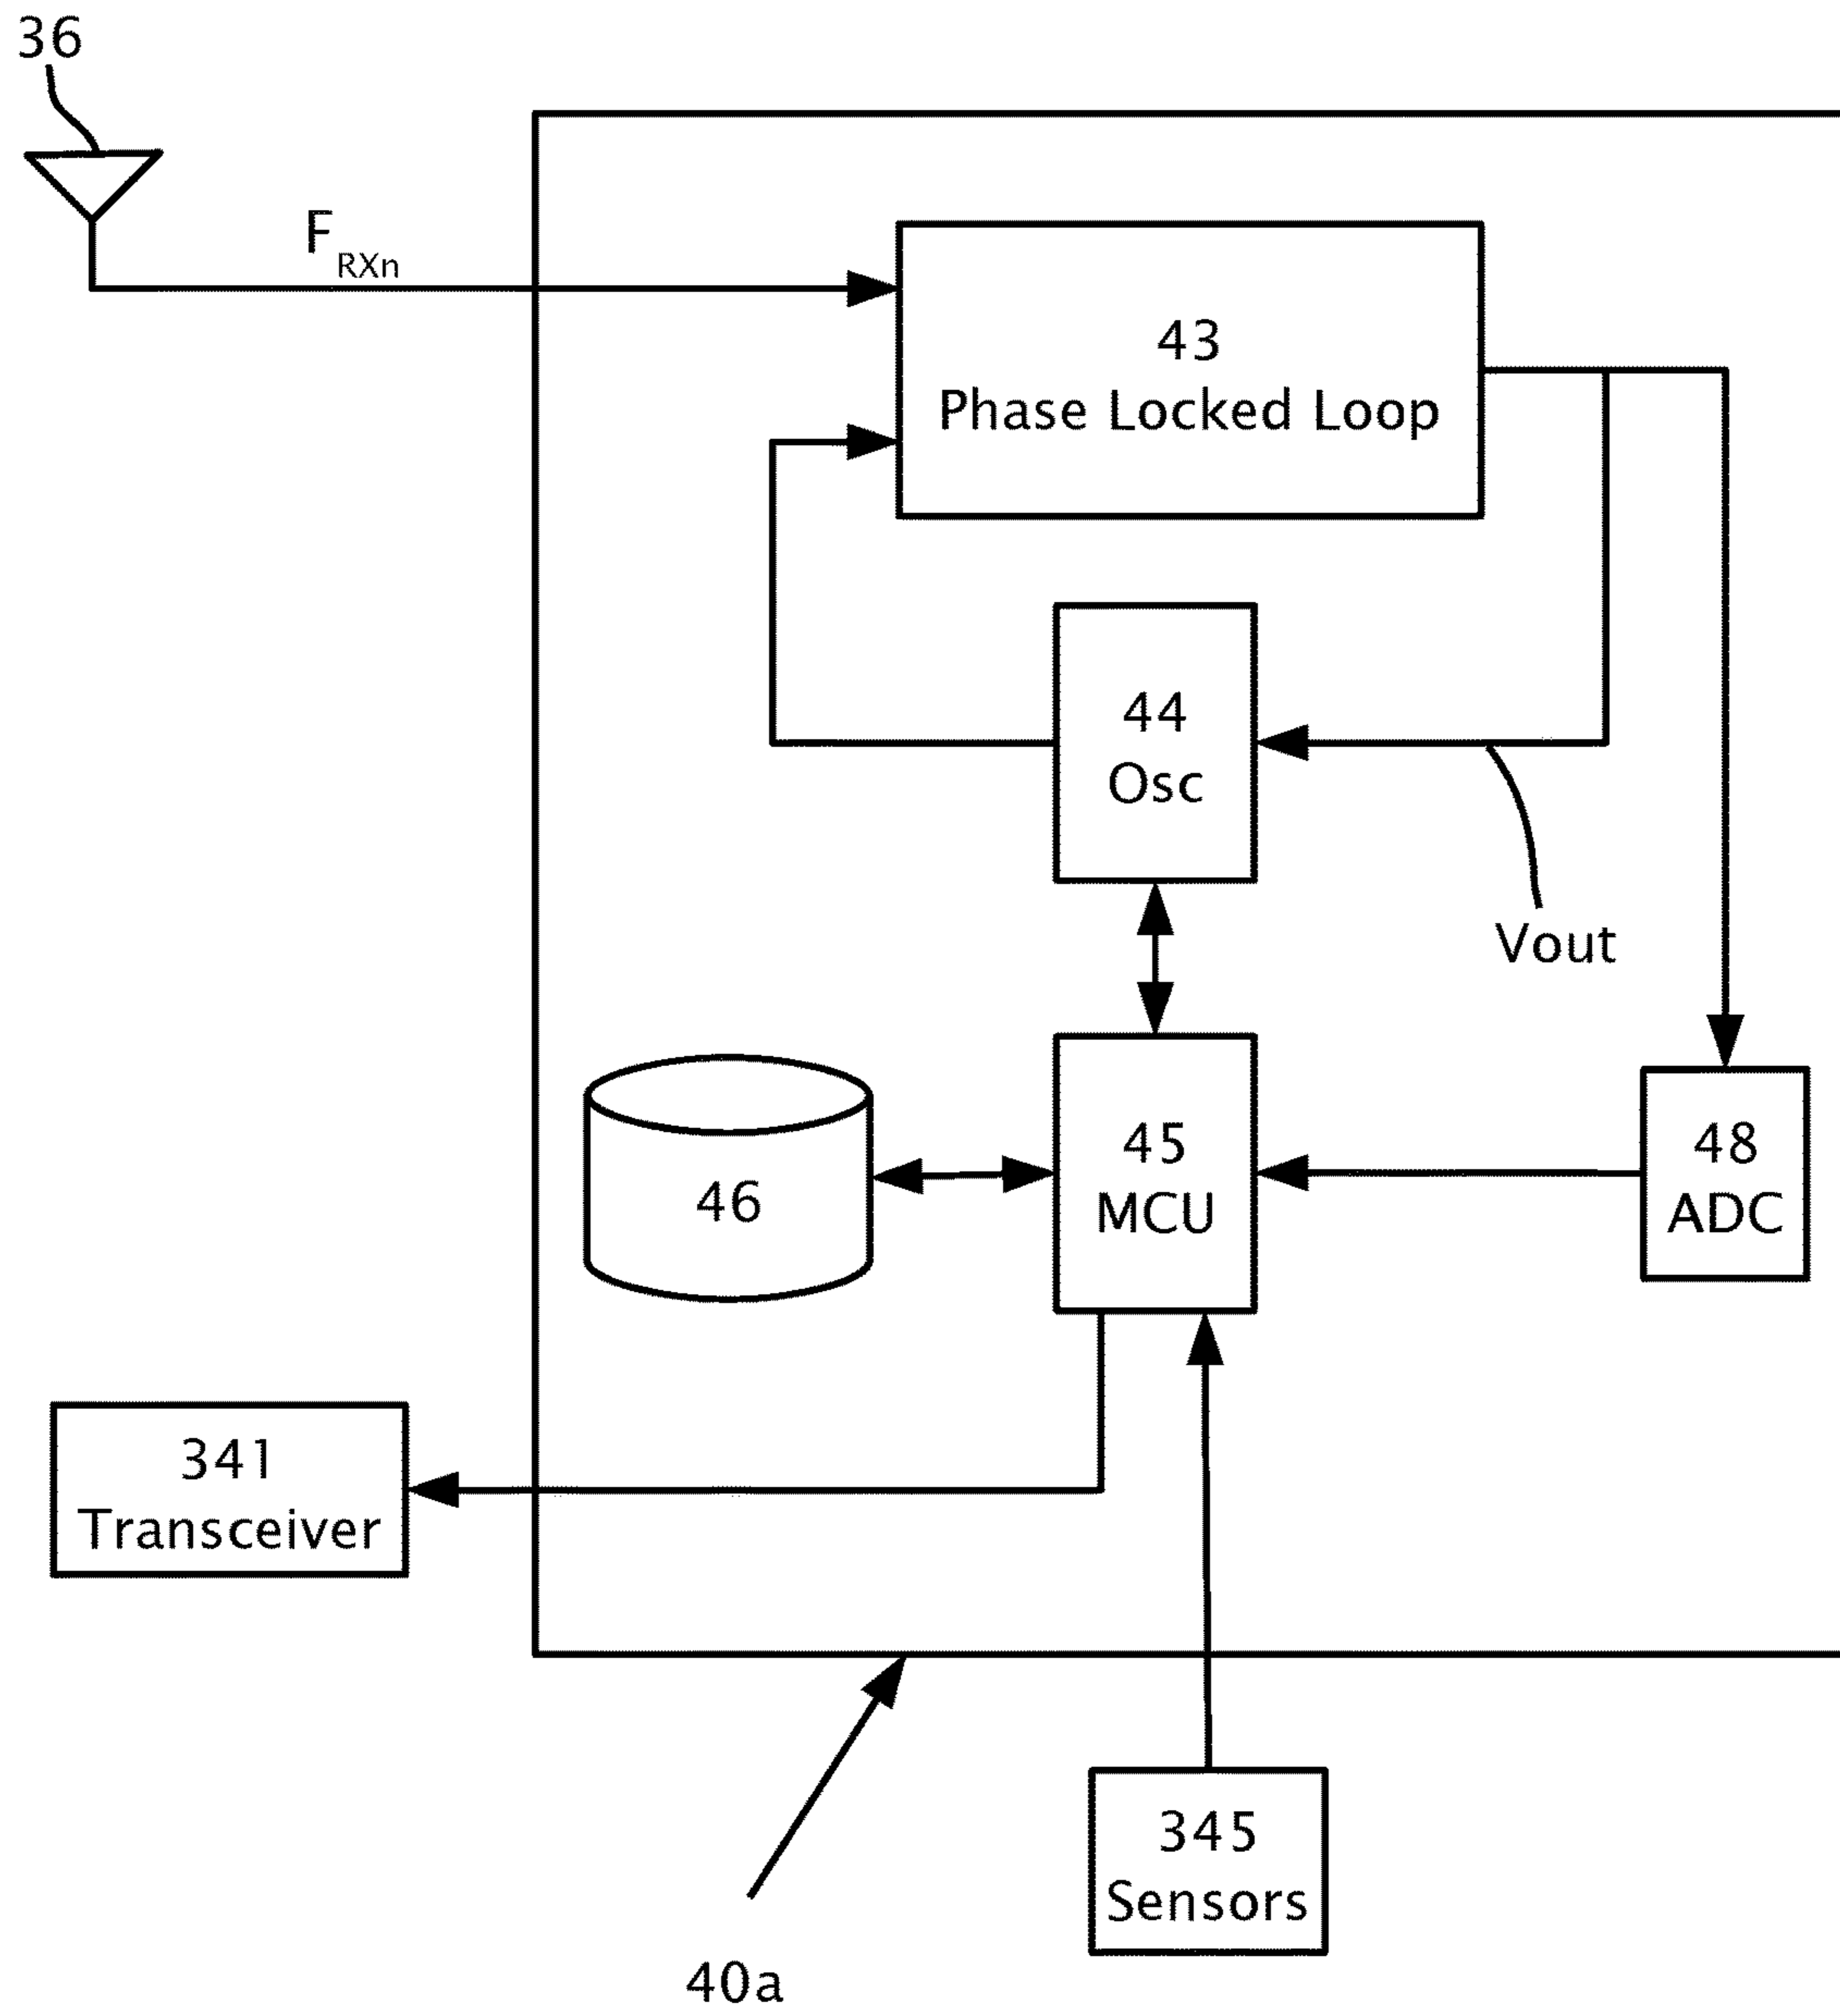 36
F RXn
43
Phase Locked Loop
44
Osc
Vout
46
45
MCU
48
ADC
341
Transceiver
345
Sensors
40a